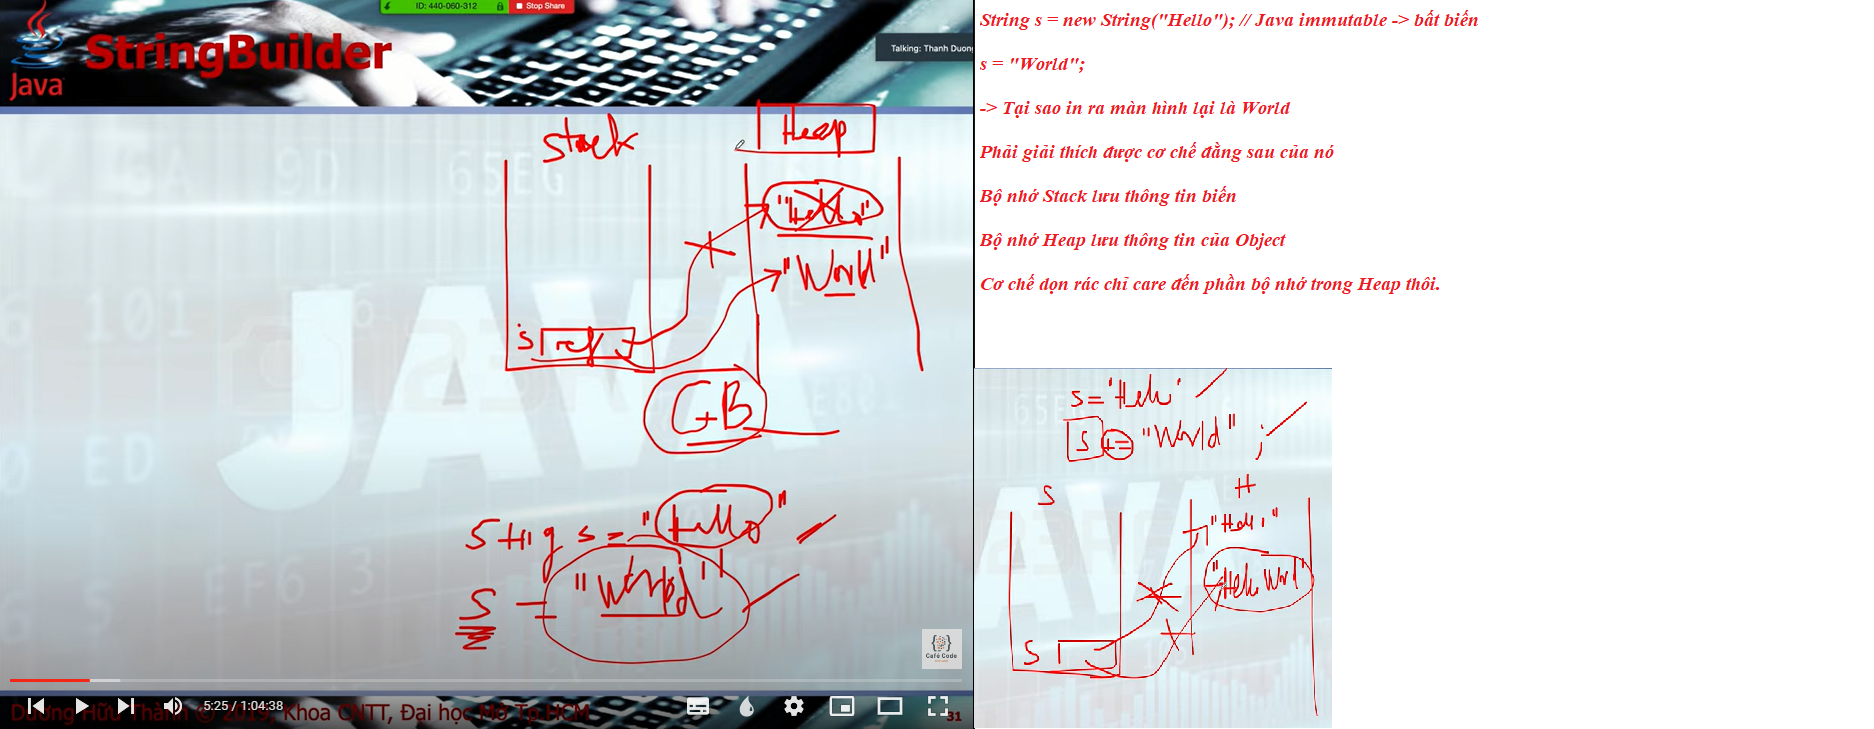 ID: 440-060-312
Stop Share
Java
StringBuilder
Talking: Thanh Duong
stack
Heap
"Hello"
"World"
s ref
GB
String s = "Hello"
s = "World"
Café Code
5:25 / 1:04:38
Dương Hữu Thành © 2019, Khoa CNTT, Đại học Mở Tp.HCM
31
String s = new String("Hello"); // Java immutable -> bất biến
s = "World";
-> Tại sao in ra màn hình lại là World
Phải giải thích được cơ chế đằng sau của nó
Bộ nhớ Stack lưu thông tin biến
Bộ nhớ Heap lưu thông tin của Object
Cơ chế dọn rác chỉ care đến phần bộ nhớ trong Heap thôi.
s = "Hello"
s += "World" ;
S
H
"Hello"
"Hello World"
S